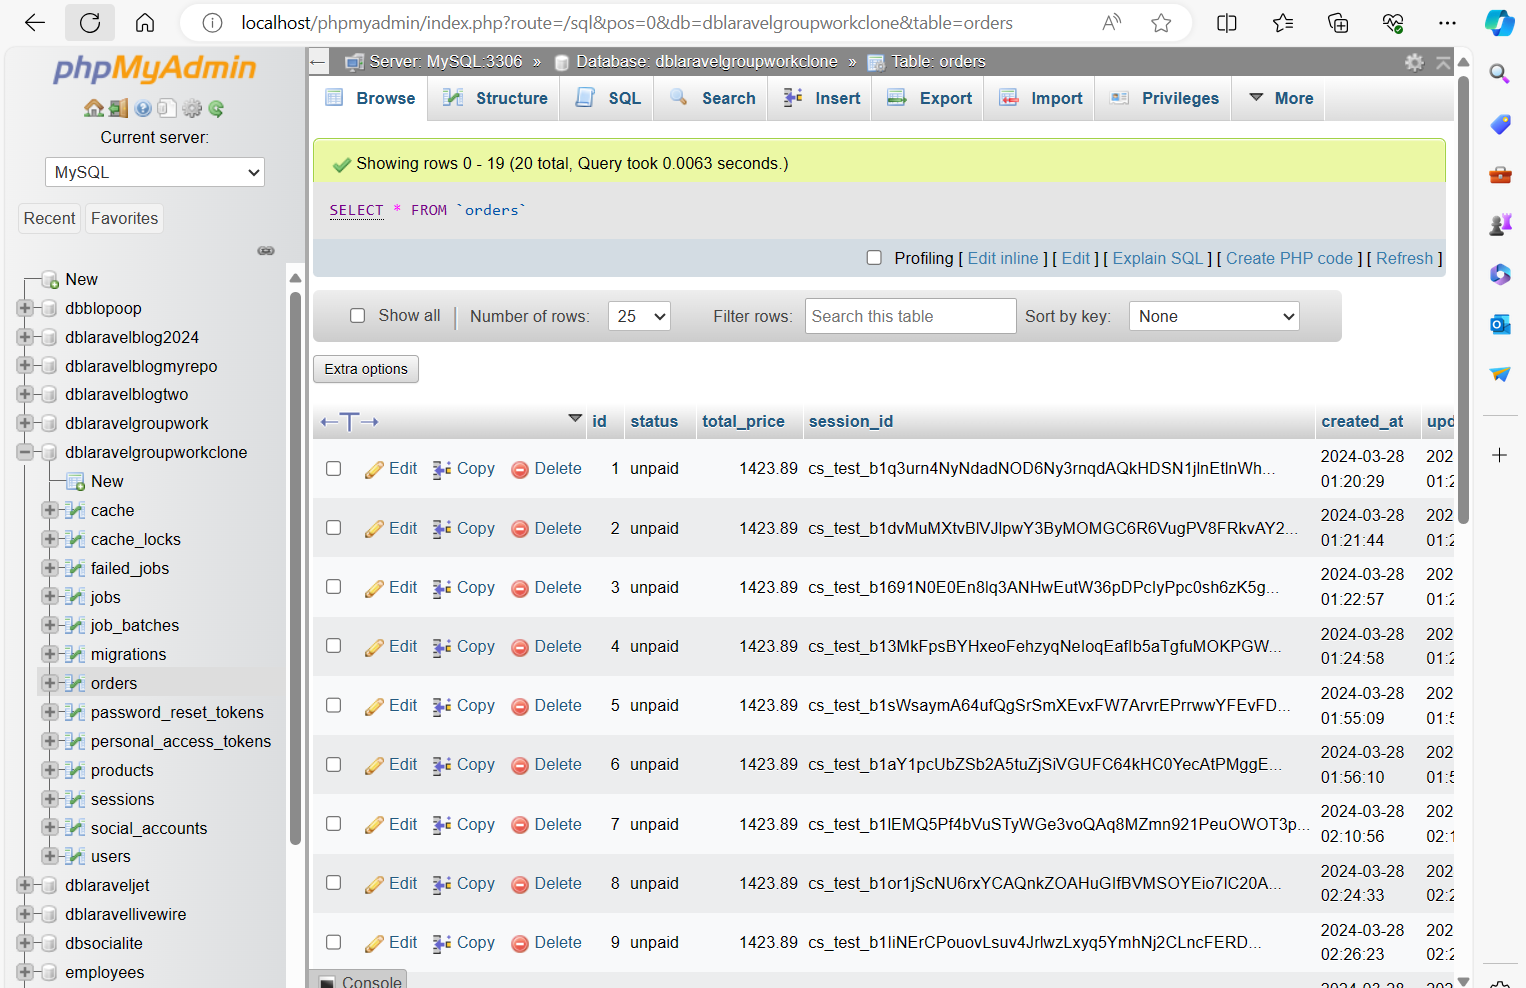 localhost/phpmyadmin/index.php?route=/sql&pos=0&db=dblaravelgroupworkclone&table=orders
phpMyAdmin
Current server:
MySQL
Recent
Favorites
New
dbblopoop
dblaravelblog2024
dblaravelblogmyrepo
dblaravelblogtwo
dblaravelgroupwork
dblaravelgroupworkclone
New
cache
cache_locks
failed_jobs
jobs
job_batches
migrations
orders
password_reset_tokens
personal_access_tokens
products
sessions
social_accounts
users
dblaraveljet
dblaravellivewire
dbsocialite
employees
Server: MySQL:3306 » Database: dblaravelgroupworkclone » Table: orders
Browse Structure SQL Search Insert Export Import Privileges More
Showing rows 0 - 19 (20 total, Query took 0.0063 seconds.)
SELECT * FROM `orders`
Profiling [ Edit inline ] [ Edit ] [ Explain SQL ] [ Create PHP code ] [ Refresh ]
Show all | Number of rows: 25 Filter rows: Search this table Sort by key: None
Extra options
←T→ id status total_price session_id created_at upd
Edit Copy Delete 1 unpaid 1423.89 cs_test_b1q3urn4NyNdadNOD6Ny3rnqdAQkHDSN1jlnEtlnWh... 2024-03-28 202
01:20:29 01:2
Edit Copy Delete 2 unpaid 1423.89 cs_test_b1dvMuMXtvBlVJlpwY3ByMOMGC6R6VugPV8FRkvAY2... 2024-03-28 202
01:21:44 01:2
Edit Copy Delete 3 unpaid 1423.89 cs_test_b1691N0E0En8lq3ANHwEutW36pDPclyPpc0sh6zK5g... 2024-03-28 202
01:22:57 01:2
Edit Copy Delete 4 unpaid 1423.89 cs_test_b13MkFpsBYHxeoFehzyqNeloqEaflb5aTgfuMOKPGW... 2024-03-28 202
01:24:58 01:2
Edit Copy Delete 5 unpaid 1423.89 cs_test_b1sWsaymA64ufQgSrSmXEvxFW7ArvrEPrrwwYFEvFD... 2024-03-28 202
01:55:09 01:5
Edit Copy Delete 6 unpaid 1423.89 cs_test_b1aY1pcUbZSb2A5tuZjSiVGUFC64kHC0YecAtPMggE... 2024-03-28 202
01:56:10 01:5
Edit Copy Delete 7 unpaid 1423.89 cs_test_b1lEMQ5Pf4bVuSTyWGe3voQAq8MZmn921PeuOWOT3p... 2024-03-28 202
02:10:56 02:1
Edit Copy Delete 8 unpaid 1423.89 cs_test_b1or1jScNU6rxYCAQnkZOAHuGlfBVMSOYEio7lC20A... 2024-03-28 202
02:24:33 02:2
Edit Copy Delete 9 unpaid 1423.89 cs_test_b1liNErCPouovLsuv4JrlwzLxyq5YmhNj2CLncFERD... 2024-03-28 202
02:26:23 02:2
Console